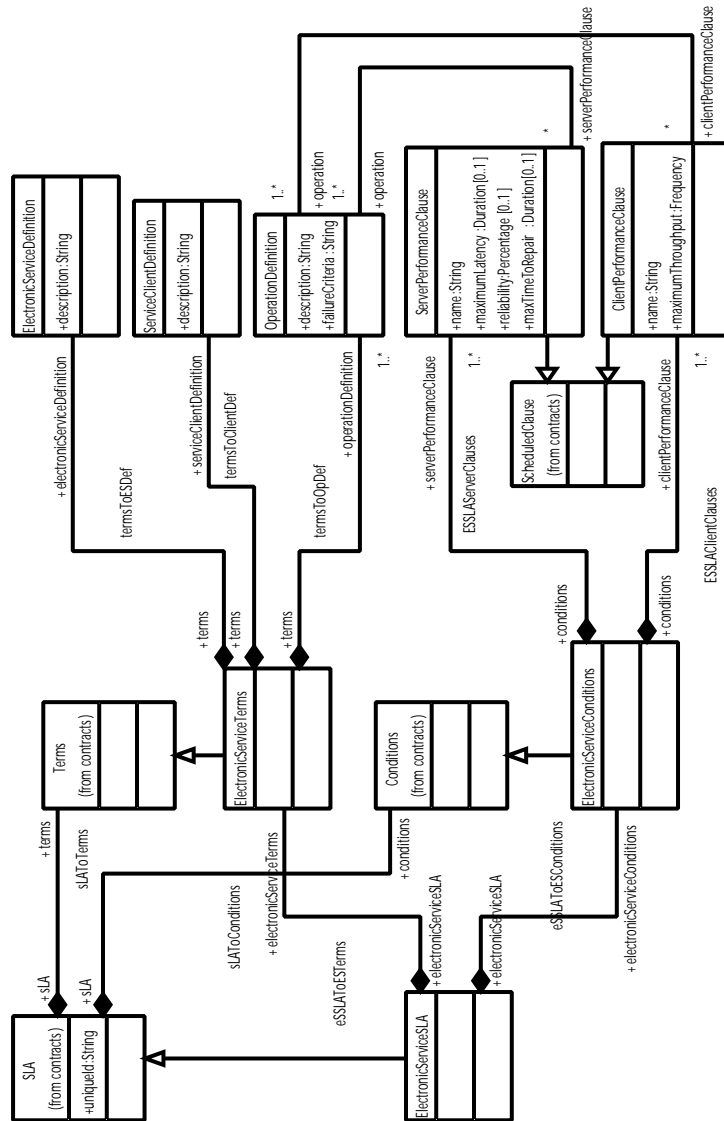 ElectronicServiceDefinition
+description:String
ServiceClientDefinition
+description:String
OperationDefinition
+description:String
+failureCriteria :String
ServerPerformanceClause
+name:String
+maximumLatency :Duration[0..1]
+reliability:Percentage [0..1]
+maxTimeToRepair : Duration[0..1]
ClientPerformanceClause
+name:String
+maximumThroughput :Frequency
1..*
+ operation
1..*
+ operation
*
+ serverPerformanceClause
*
+ clientPerformanceClause
+ electronicServiceDefinition
termsToESDef
+ serviceClientDefinition
termsToClientDef
+ operationDefinition
1..*
termsToOpDef
+ serverPerformanceClause
1..*
ESSLAServerClauses
ScheduledClause
(from contracts)
+ clientPerformanceClause
1..*
ESSLAClientClauses
+ terms
+ terms
+ terms
+ conditions
+ conditions
Terms
(from contracts)
ElectronicServiceTerms
Conditions
(from contracts)
ElectronicServiceConditions
+ terms
sLAToTerms
sLAToConditions
+ electronicServiceTerms
+ conditions
eSSLAToESConditions
+ electronicServiceConditions
+ sLA
+ sLA
eSSLAToESTerms
+ electronicServiceSLA
+ electronicServiceSLA
SLA
(from contracts)
+uniqueId:String
ElectronicServiceSLA